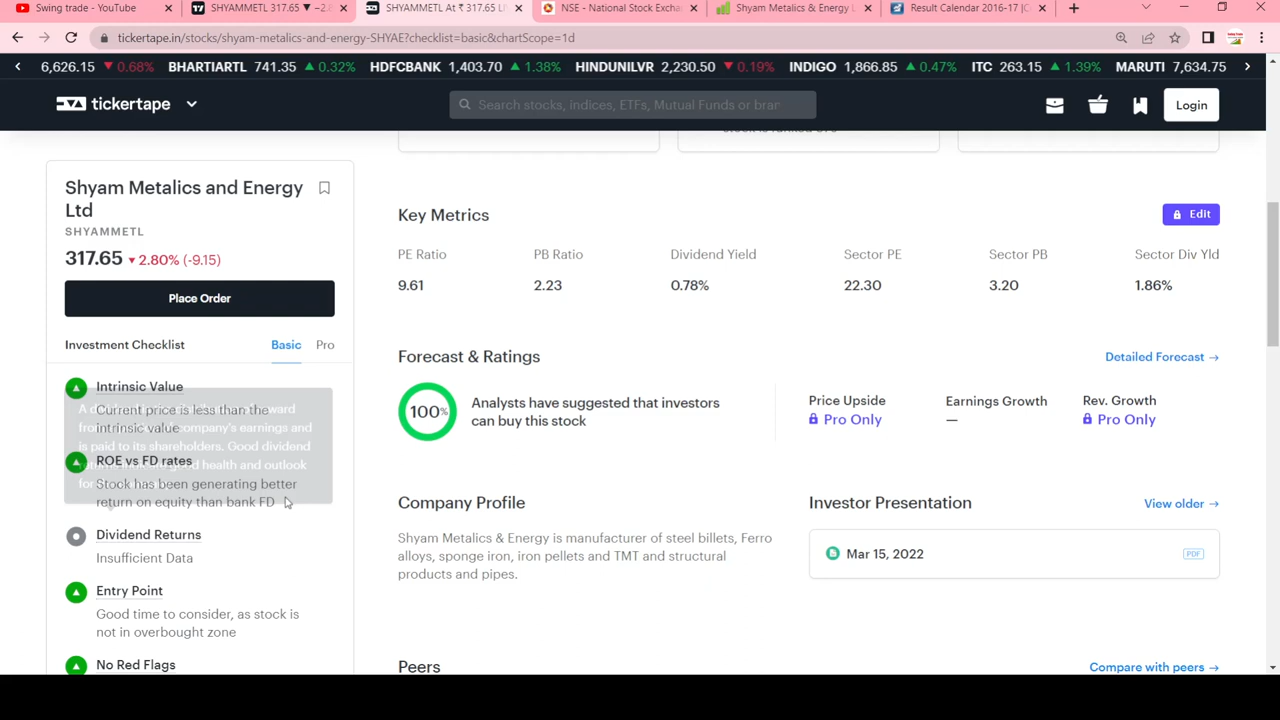 Swing trade - YouTube
SHYAMMETL 317.65 ▼ −2.8
SHYAMMETL At ₹ 317.65 LI
NSE - National Stock Exchan
Shyam Metalics & Energy L
Result Calendar 2016-17 |C
tickertape.in/stocks/shyam-metalics-and-energy-SHYAE?checklist=basic&chartScope=1d
6,626.15 ▼ 0.68% BHARTIARTL 741.35 ▲ 0.32% HDFCBANK 1,403.70 ▲ 1.38% HINDUNILVR 2,230.50 ▼ 0.19% INDIGO 1,866.85 ▲ 0.47% ITC 263.15 ▲ 1.39% MARUTI 7,634.75
tickertape
Search stocks, indices, ETFs, Mutual Funds or bran
Login
Shyam Metalics and Energy
Ltd
SHYAMMETL
317.65 ▼ 2.80% (-9.15)
Place Order
Investment Checklist Basic Pro
Intrinsic Value
Current price is less than the
intrinsic value
ROE vs FD rates
Stock has been generating better
return on equity than bank FD
Dividend Returns
Insufficient Data
Entry Point
Good time to consider, as stock is
not in overbought zone
No Red Flags
Key Metrics
Edit
PE Ratio PB Ratio Dividend Yield Sector PE Sector PB Sector Div Yld
9.61 2.23 0.78% 22.30 3.20 1.86%
Forecast & Ratings
Detailed Forecast →
100%
Analysts have suggested that investors
can buy this stock
Price Upside Earnings Growth Rev. Growth
Pro Only — Pro Only
Company Profile
Shyam Metalics & Energy is manufacturer of steel billets, Ferro
alloys, sponge iron, iron pellets and TMT and structural
products and pipes.
Investor Presentation
View older →
Mar 15, 2022
PDF
Peers
Compare with peers →